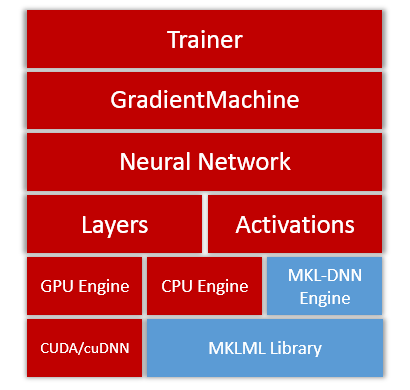 Trainer
GradientMachine
Neural Network
Layers
Activations
GPU Engine
CPU Engine
MKL-DNN
Engine
CUDA/cuDNN
MKLML Library